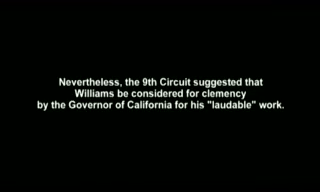 Nevertheless, the 9th Circuit suggested that
Williams be considered for clemency
by the Governor of California for his "laudable" work.